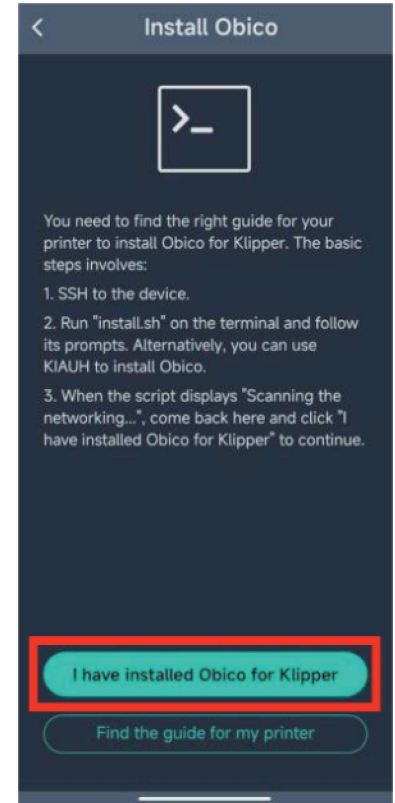 Install Obico
>_
You need to find the right guide for your
printer to install Obico for Klipper. The basic
steps involves:
1. SSH to the device.
2. Run "install.sh" on the terminal and follow
its prompts. Alternatively, you can use
KIAUH to install Obico.
3. When the script displays "Scanning the
networking...", come back here and click "I
have installed Obico for Klipper" to continue.
I have installed Obico for Klipper
Find the guide for my printer